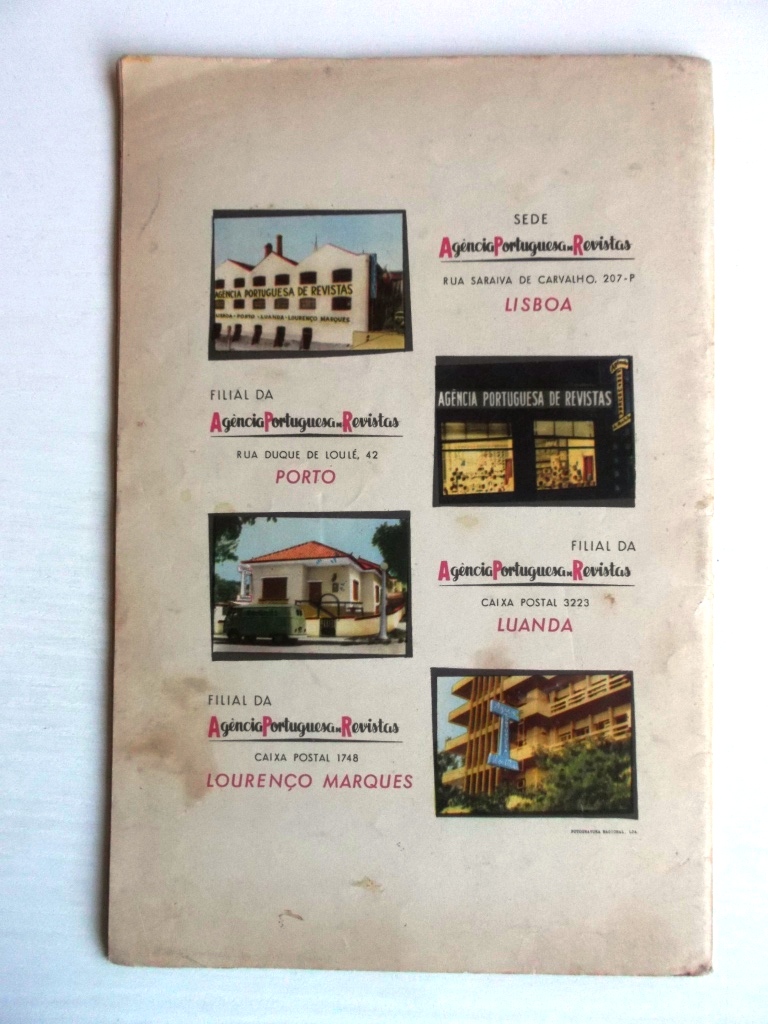 SEDE
Agência Portuguesa de Revistas
RUA SARAIVA DE CARVALHO, 207-P
LISBOA
AGÊNCIA PORTUGUESA DE REVISTAS
LISBOA - PORTO - LUANDA - LOURENÇO MARQUES
FILIAL DA
Agência Portuguesa de Revistas
RUA DUQUE DE LOULÉ, 42
PORTO
AGÊNCIA PORTUGUESA DE REVISTAS
FILIAL DA
Agência Portuguesa de Revistas
CAIXA POSTAL 3223
LUANDA
FILIAL DA
Agência Portuguesa de Revistas
CAIXA POSTAL 1748
LOURENÇO MARQUES
FOTOGRAVURA NACIONAL, LDA